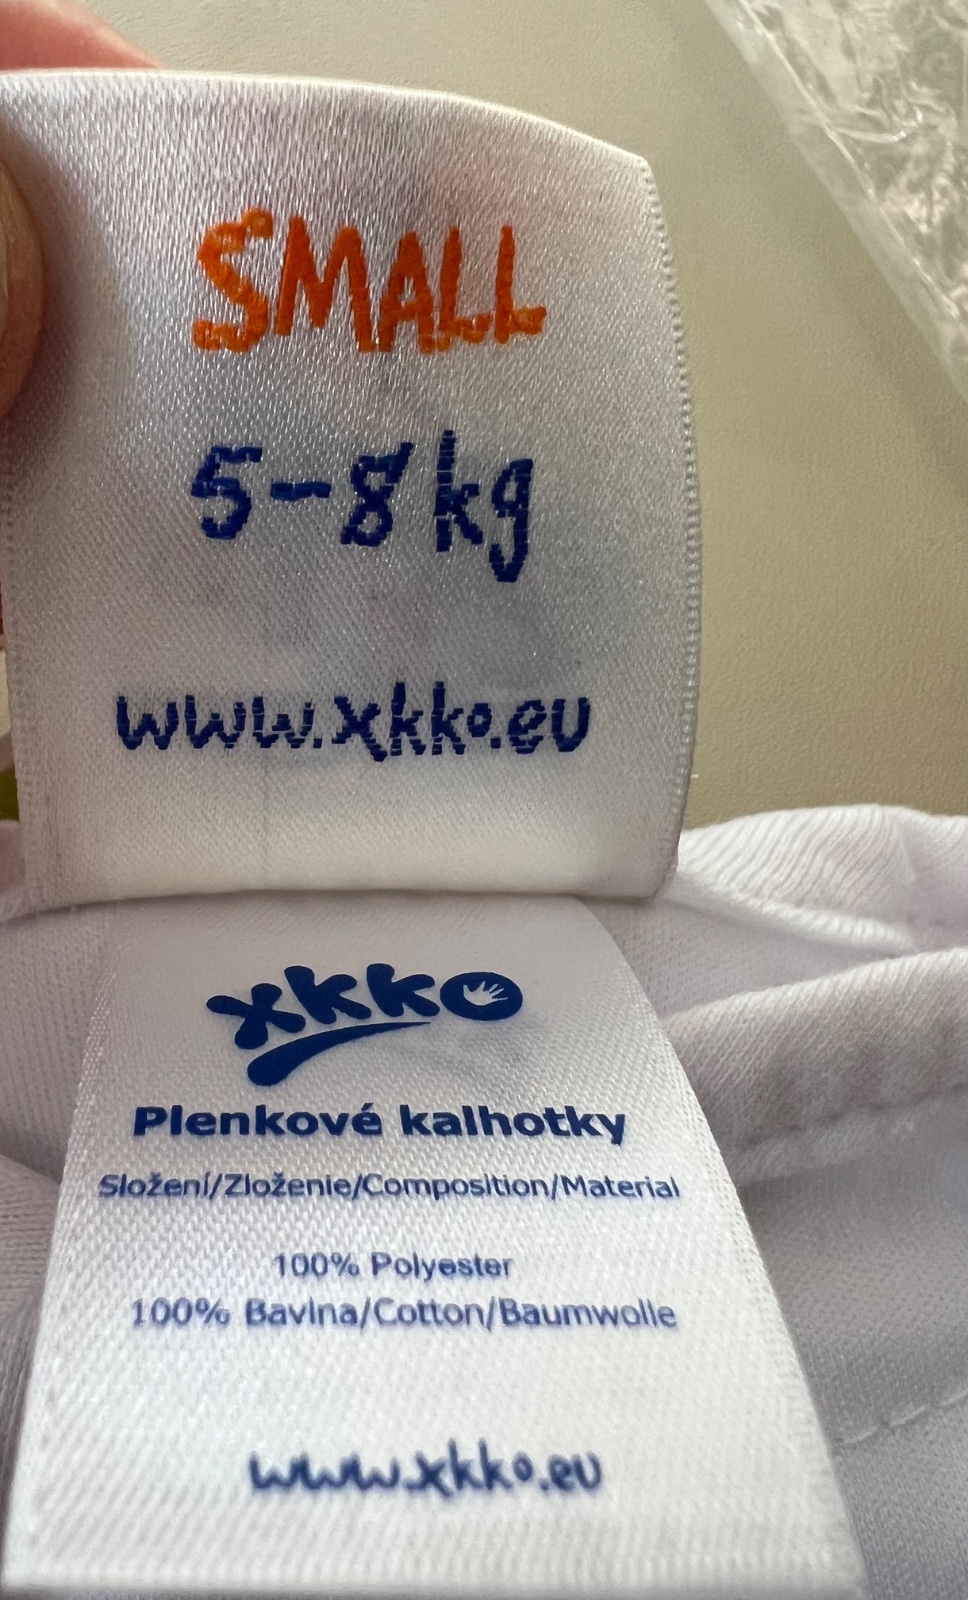 SMALL
5-8 kg
www.xkko.eu
xkko
Plenkové kalhotky
Složení/Zloženie/Composition/Material
100% Polyester
100% Bavlna/Cotton/Baumwolle
www.xkko.eu